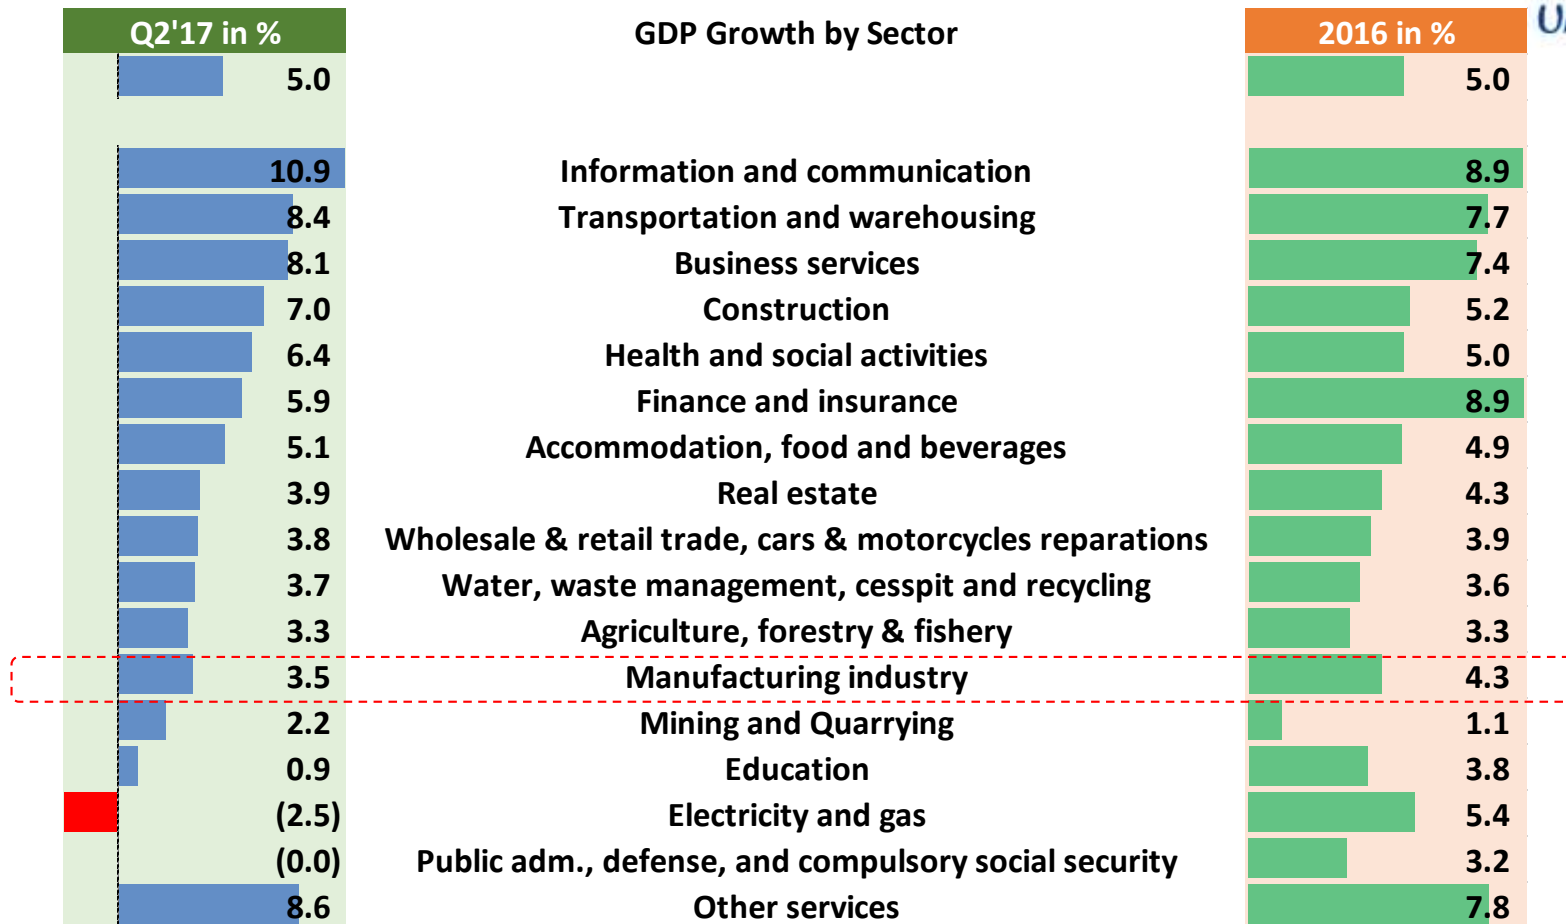 Q2'17 in % GDP Growth by Sector 2016 in %
5.0 5.0
10.9 Information and communication 8.9
8.4 Transportation and warehousing 7.7
8.1 Business services 7.4
7.0 Construction 5.2
6.4 Health and social activities 5.0
5.9 Finance and insurance 8.9
5.1 Accommodation, food and beverages 4.9
3.9 Real estate 4.3
3.8 Wholesale & retail trade, cars & motorcycles reparations 3.9
3.7 Water, waste management, cesspit and recycling 3.6
3.3 Agriculture, forestry & fishery 3.3
3.5 Manufacturing industry 4.3
2.2 Mining and Quarrying 1.1
0.9 Education 3.8
(2.5) Electricity and gas 5.4
(0.0) Public adm., defense, and compulsory social security 3.2
8.6 Other services 7.8